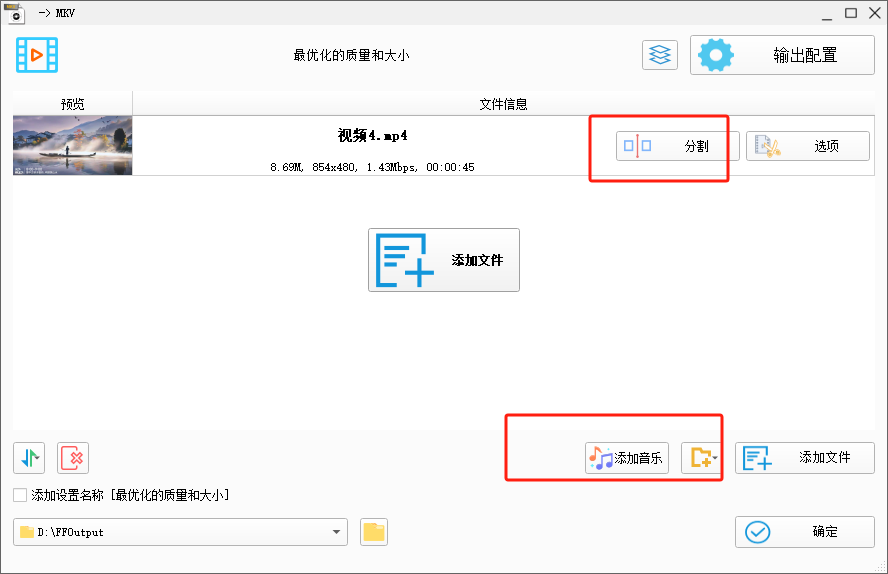 -> MKV
最优化的质量和大小
输出配置
预览
文件信息
视频4.mp4
8.69M, 854x480, 1.43Mbps, 00:00:45
分割
选项
添加文件
添加音乐
添加文件
添加设置名称 [最优化的质量和大小]
D:\FFOutput
确定